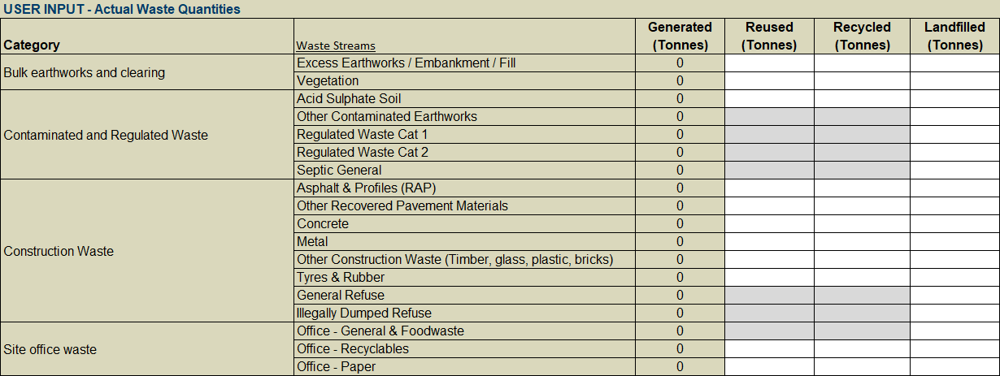 USER INPUT - Actual Waste Quantities
Category Waste Streams Generated (Tonnes) Reused (Tonnes) Recycled (Tonnes) Landfilled (Tonnes)
Bulk earthworks and clearing
Excess Earthworks / Embankment / Fill 0
Vegetation 0
Contaminated and Regulated Waste
Acid Sulphate Soil 0
Other Contaminated Earthworks 0
Regulated Waste Cat 1 0
Regulated Waste Cat 2 0
Septic General 0
Construction Waste
Asphalt & Profiles (RAP) 0
Other Recovered Pavement Materials 0
Concrete 0
Metal 0
Other Construction Waste (Timber, glass, plastic, bricks) 0
Tyres & Rubber 0
General Refuse 0
Illegally Dumped Refuse 0
Site office waste
Office - General & Foodwaste 0
Office - Recyclables 0
Office - Paper 0